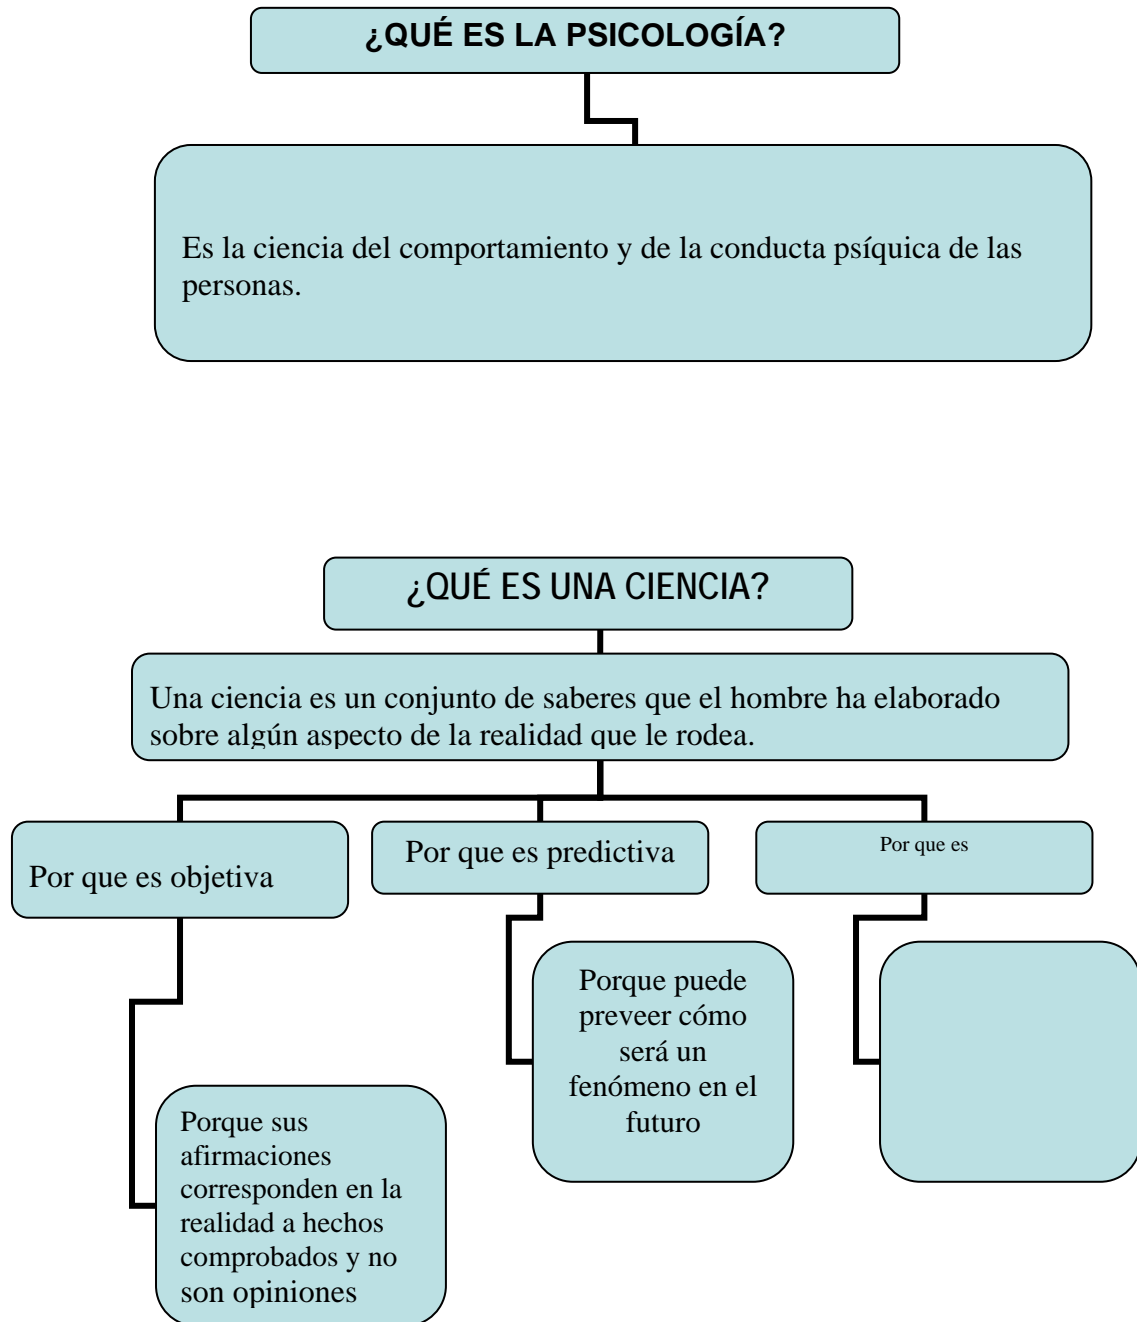 ¿QUÉ ES LA PSICOLOGÍA?
Es la ciencia del comportamiento y de la conducta psíquica de las
personas.
¿QUÉ ES UNA CIENCIA?
Una ciencia es un conjunto de saberes que el hombre ha elaborado
sobre algún aspecto de la realidad que le rodea.
Por que es objetiva
Por que es predictiva
Por que es
Porque puede
preveer cómo
será un
fenómeno en el
futuro
Porque sus
afirmaciones
corresponden en la
realidad a hechos
comprobados y no
son opiniones